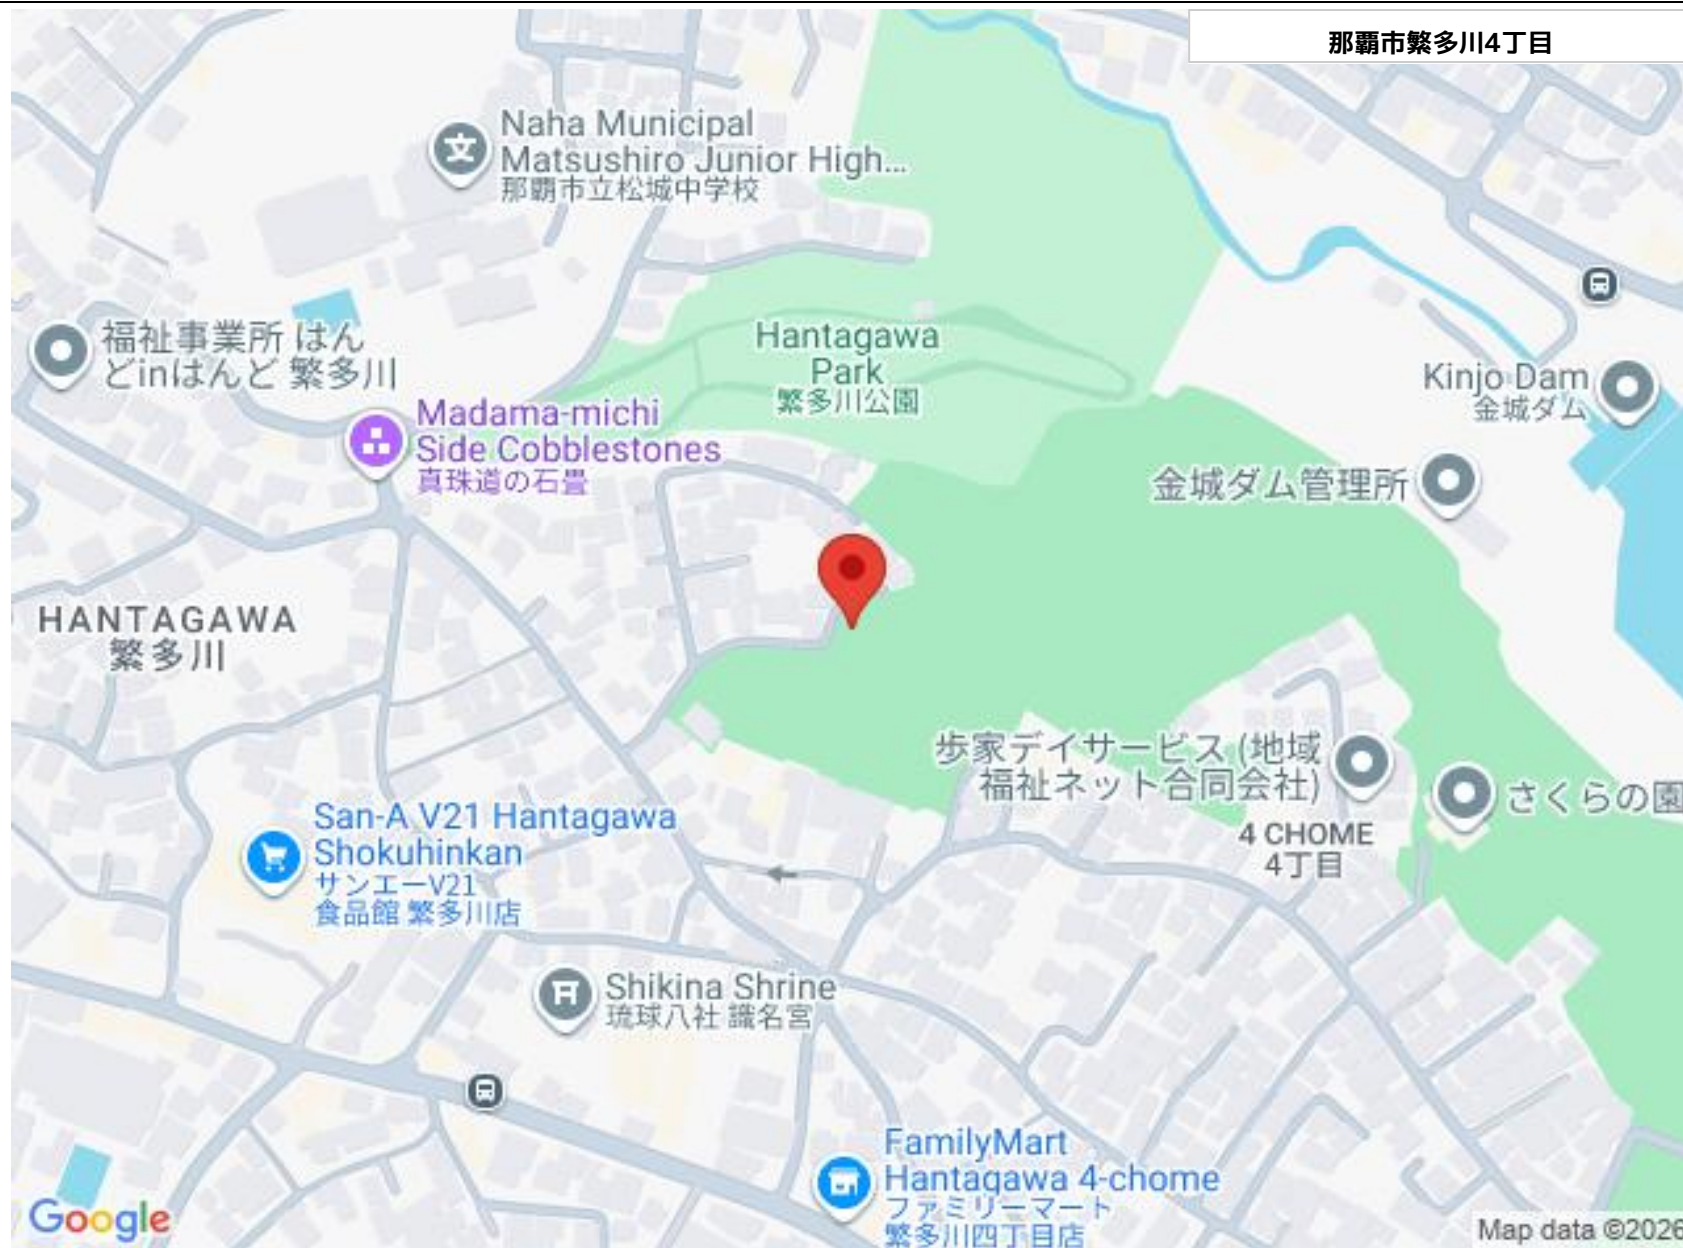 那覇市繁多川4丁目
Naha Municipal
Matsushiro Junior High...
那覇市立松城中学校
福祉事業所 はん
どinはんど 繁多川
Hantagawa
Park
繁多川公園
Kinjo Dam
金城ダム
Madama-michi
Side Cobblestones
真珠道の石畳
金城ダム管理所
HANTAGAWA
繁多川
歩家デイサービス (地域
福祉ネット合同会社)
さくらの園
4 CHOME
4丁目
San-A V21 Hantagawa
Shokuhinkan
サンエーV21
食品館 繁多川店
Shikina Shrine
琉球八社 識名宮
FamilyMart
Hantagawa 4-chome
ファミリーマート
繁多川四丁目店
Google
Map data ©2026